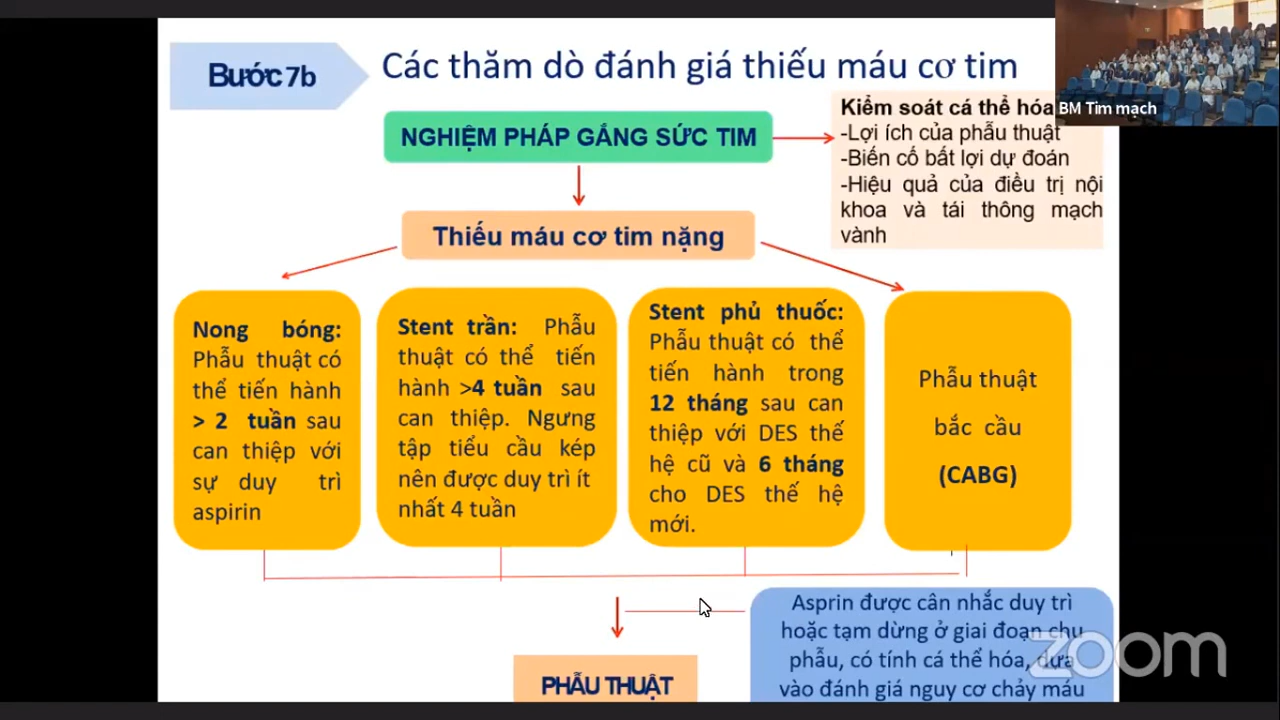 Bước 7b
Các thăm dò đánh giá thiếu máu cơ tim
BM Tim mạch
NGHIỆM PHÁP GẮNG SỨC TIM
Kiểm soát cá thể hóa
-Lợi ích của phẫu thuật
-Biến cố bất lợi dự đoán
-Hiệu quả của điều trị nội
khoa và tái thông mạch
vành
Thiếu máu cơ tim nặng
Nong bóng:
Phẫu thuật có
thể tiến hành
> 2 tuần sau
can thiệp với
sự duy trì
aspirin
Stent trần: Phẫu
thuật có thể tiến
hành >4 tuần sau
can thiệp. Ngưng
tập tiểu cầu kép
nên được duy trì ít
nhất 4 tuần
Stent phủ thuốc:
Phẫu thuật có thể
tiến hành trong
12 tháng sau can
thiệp với DES thế
hệ cũ và 6 tháng
cho DES thế hệ
mới.
Phẫu thuật
bắc cầu
(CABG)
Asprin được cân nhắc duy trì
hoặc tạm dừng ở giai đoạn chu
phẫu, có tính cá thể hóa, dựa
vào đánh giá nguy cơ chảy máu
zoom
PHẪU THUẬT